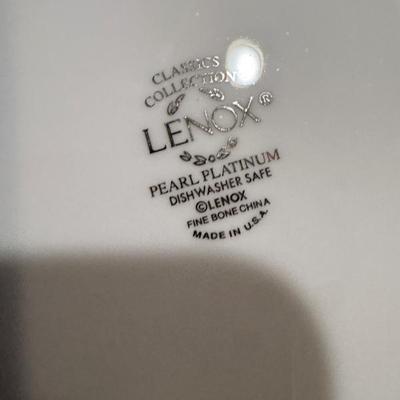 CLASSICS
COLLECTION
LENOX®
PEARL PLATINUM
DISHWASHER SAFE
©LENOX
FINE BONE CHINA
MADE IN U.S.A.